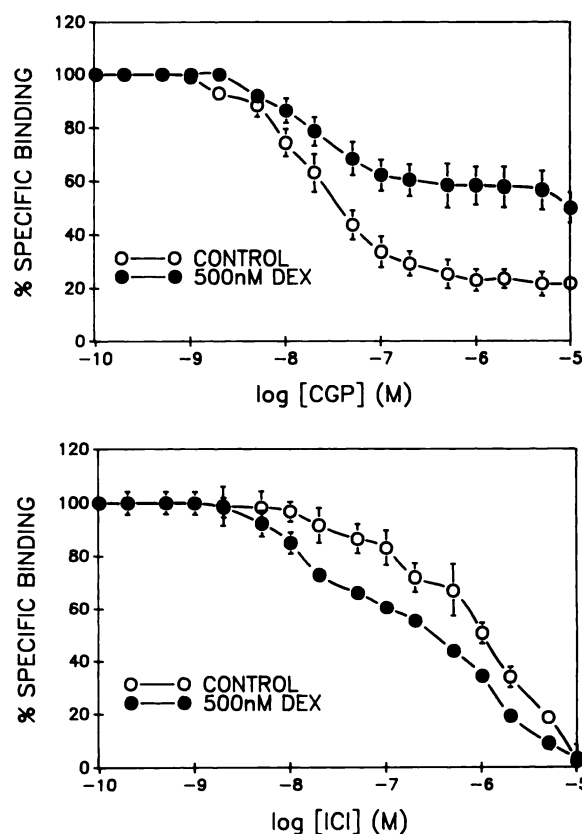 120
100
80
60
40
20
0
% SPECIFIC BINDING
CONTROL
500nM DEX
-10 -9 -8 -7 -6 -5
log [CGP] (M)
120
100
80
60
40
20
0
% SPECIFIC BINDING
CONTROL
500nM DEX
-10 -9 -8 -7 -6 -5
log [ICI] (M)